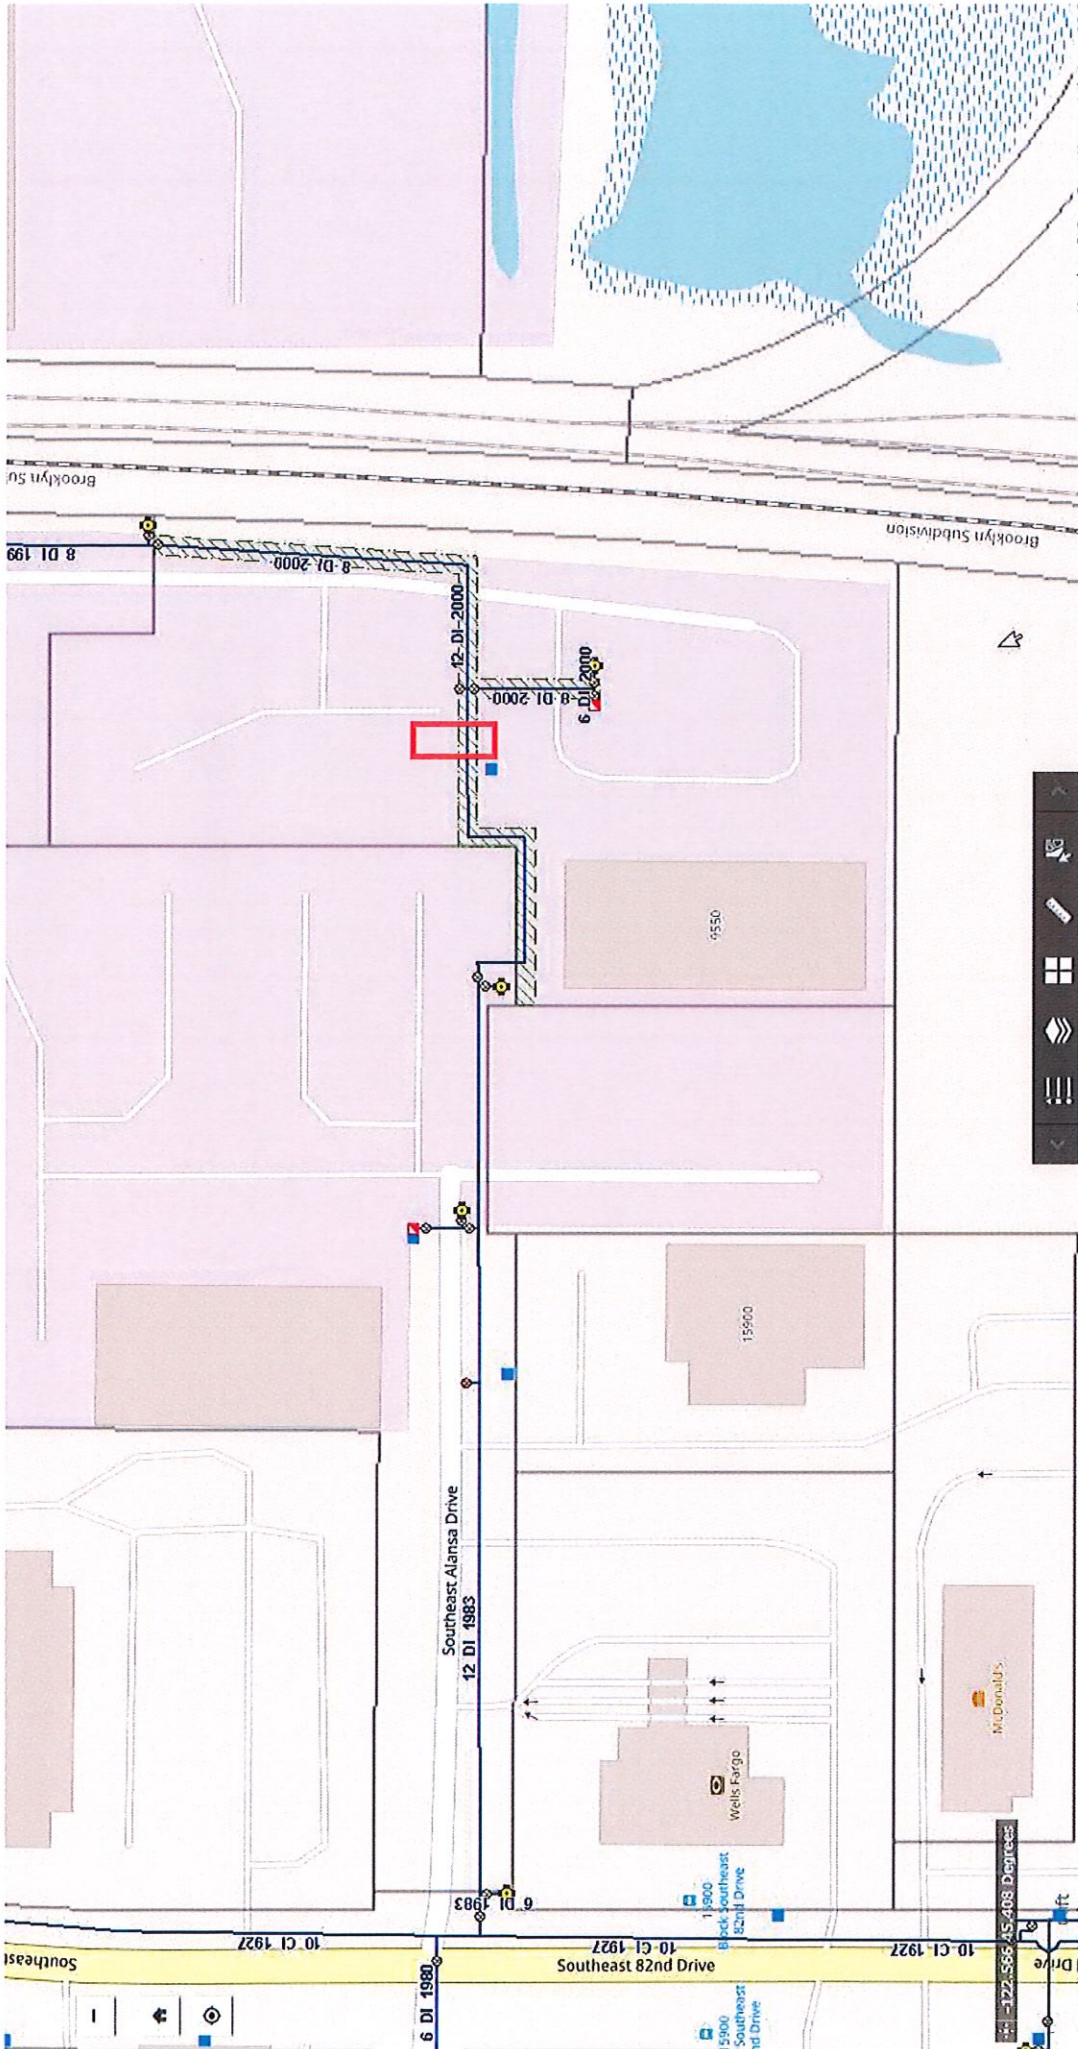 Brooklyn Su
8 DI 199
8 DI 2000
Brooklyn Subdivision
12 DI 2000
8 DI 2000
6 DI 2000
9550
15900
Southeast Alansa Drive
12 DI 1983
McDonald's
Wells Fargo
6 DI 1983
15900
Block Southeast
82nd Drive
-122.566 45.408 Degrees
10 CI 1927
10 CI 1927
10 CI 1927
Southeast
Southeast 82nd Drive
d Drive
6 DI 1980
5900
Southeast
nd Drive